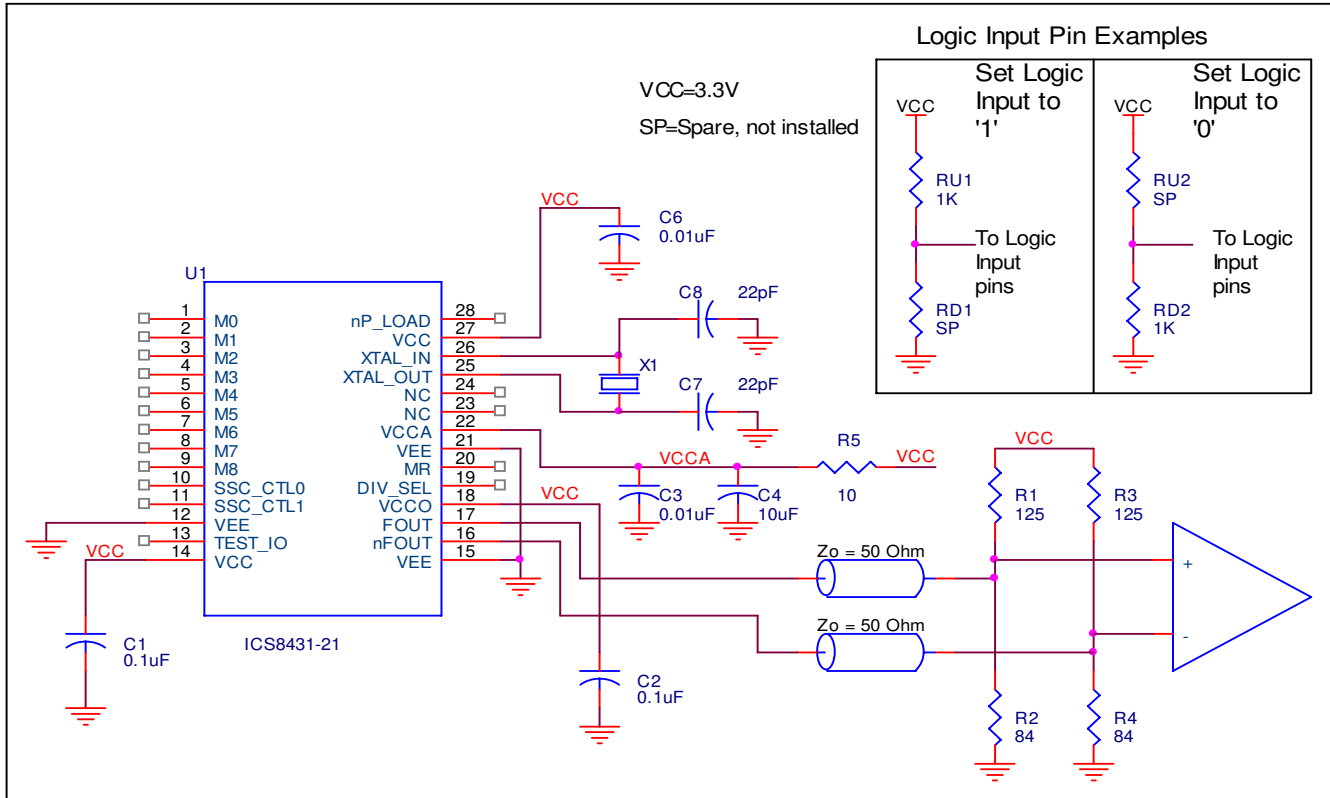 Logic Input Pin Examples
VCC=3.3V
SP=Spare, not installed
Set Logic
Input to
'1'
VCC
RU1
1K
To Logic
Input
pins
RD1
SP
Set Logic
Input to
'0'
VCC
RU2
SP
To Logic
Input
pins
RD2
1K
VCC
C6
0.01uF
U1
1 M0
2 M1
3 M2
4 M3
5 M4
6 M5
7 M6
8 M7
9 M8
10 SSC_CTL0
11 SSC_CTL1
12 VEE
13 TEST_IO
14 VCC
nP_LOAD 28
VCC 27
XTAL_IN 26
XTAL_OUT 25
NC 24
NC 23
VCCA 22
VEE 21
MR 20
DIV_SEL 19
VCCO 18
FOUT 17
nFOUT 16
VEE 15
ICS8431-21
C8 22pF
X1
C7 22pF
VCCA
R5
10
VCC
C3
0.01uF
C4
10uF
VCC
VCC
C1
0.1uF
C2
0.1uF
Zo = 50 Ohm
Zo = 50 Ohm
VCC
R1
125
R3
125
+
-
R2
84
R4
84